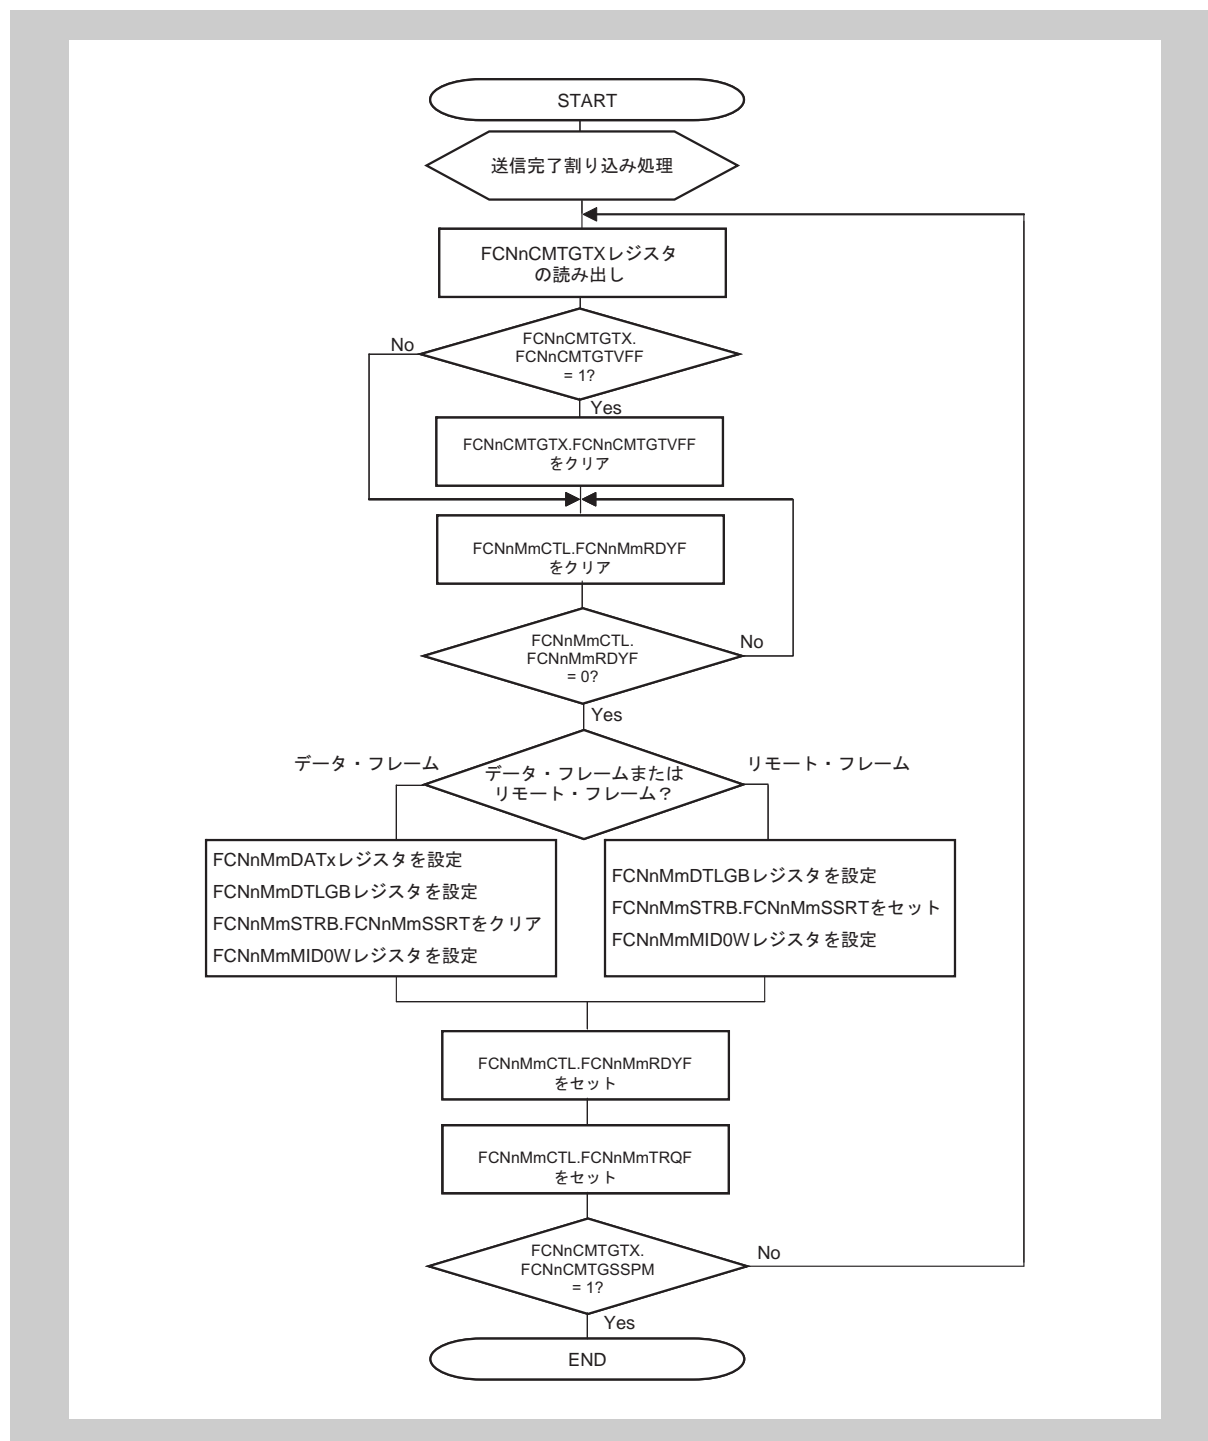 START
送信完了割り込み処理
FCNnCMTGTXレジスタ
の読み出し
No
FCNnCMTGTX.
FCNnCMTGTVFF
= 1?
Yes
FCNnCMTGTX.FCNnCMTGTVFF
をクリア
FCNnMmCTL.FCNnMmRDYF
をクリア
FCNnMmCTL.
FCNnMmRDYF
= 0?
No
Yes
データ・フレーム
データ・フレームまたは
リモート・フレーム？
リモート・フレーム
FCNnMmDATxレジスタを設定
FCNnMmDTLGBレジスタを設定
FCNnMmSTRB.FCNnMmSSRTをクリア
FCNnMmMID0Wレジスタを設定
FCNnMmDTLGBレジスタを設定
FCNnMmSTRB.FCNnMmSSRTをセット
FCNnMmMID0Wレジスタを設定
FCNnMmCTL.FCNnMmRDYF
をセット
FCNnMmCTL.FCNnMmTRQF
をセット
FCNnCMTGTX.
FCNnCMTGSSPM
= 1?
No
Yes
END